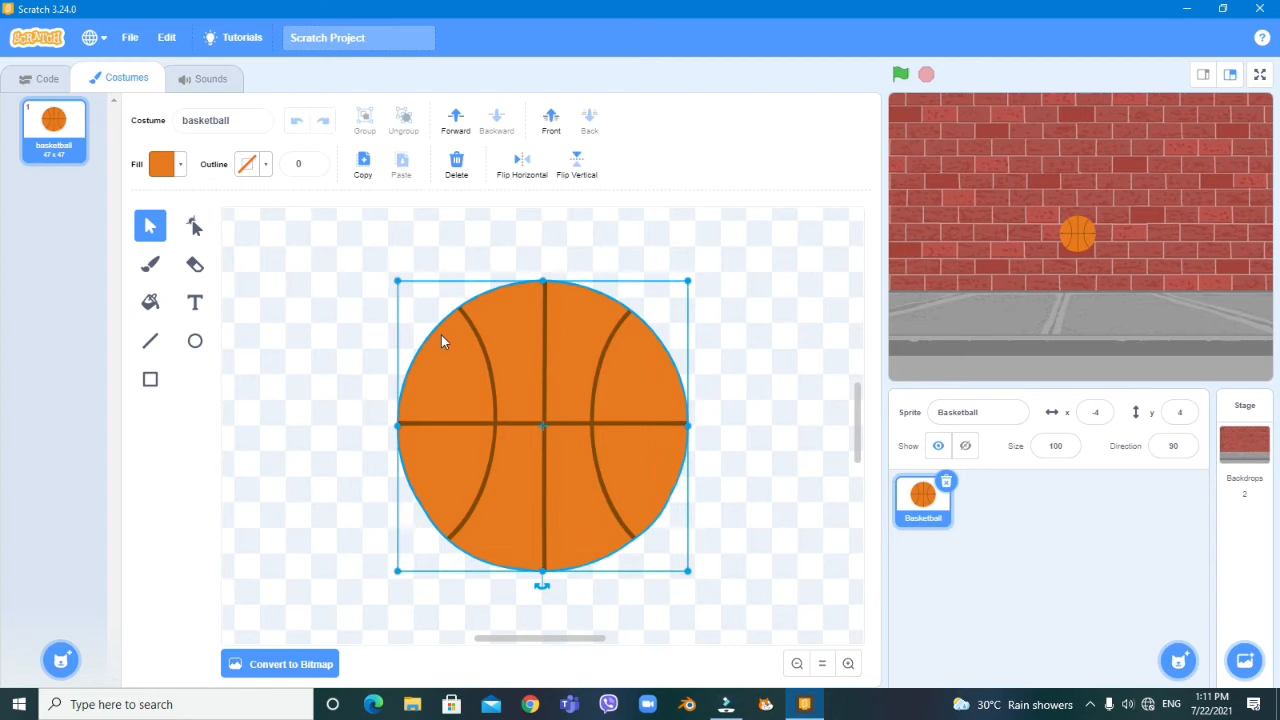 Scratch 3.24.0
SCRATCH File Edit Tutorials Scratch Project ?
Code Costumes Sounds
1
basketball
47 x 47
Costume basketball
Group Ungroup Forward Backward Front Back
Fill Outline 0
Copy Paste Delete Flip Horizontal Flip Vertical
T
Convert to Bitmap
Sprite Basketball x -4 y 4
Show Size 100 Direction 90
Basketball
Stage
Backdrops
2
Type here to search
30°C Rain showers ENG
1:11 PM
7/22/2021